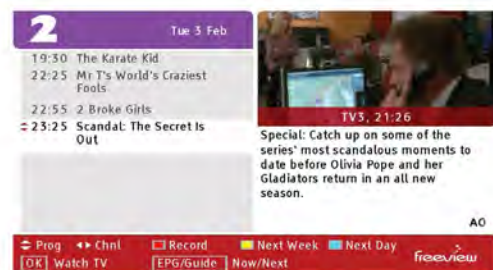 2 Tue 3 Feb
19:30 The Karate Kid
22:25 Mr T's World's Craziest
Fools
22:55 2 Broke Girls
23:25 Scandal: The Secret Is
Out
TV3, 21:26
Special: Catch up on some of the
series' most scandalous moments to
date before Olivia Pope and her
Gladiators return in an all new
season.
AO
Prog Chnl Record Next Week Next Day
OK Watch TV EPG/Guide Now/Next
freeview